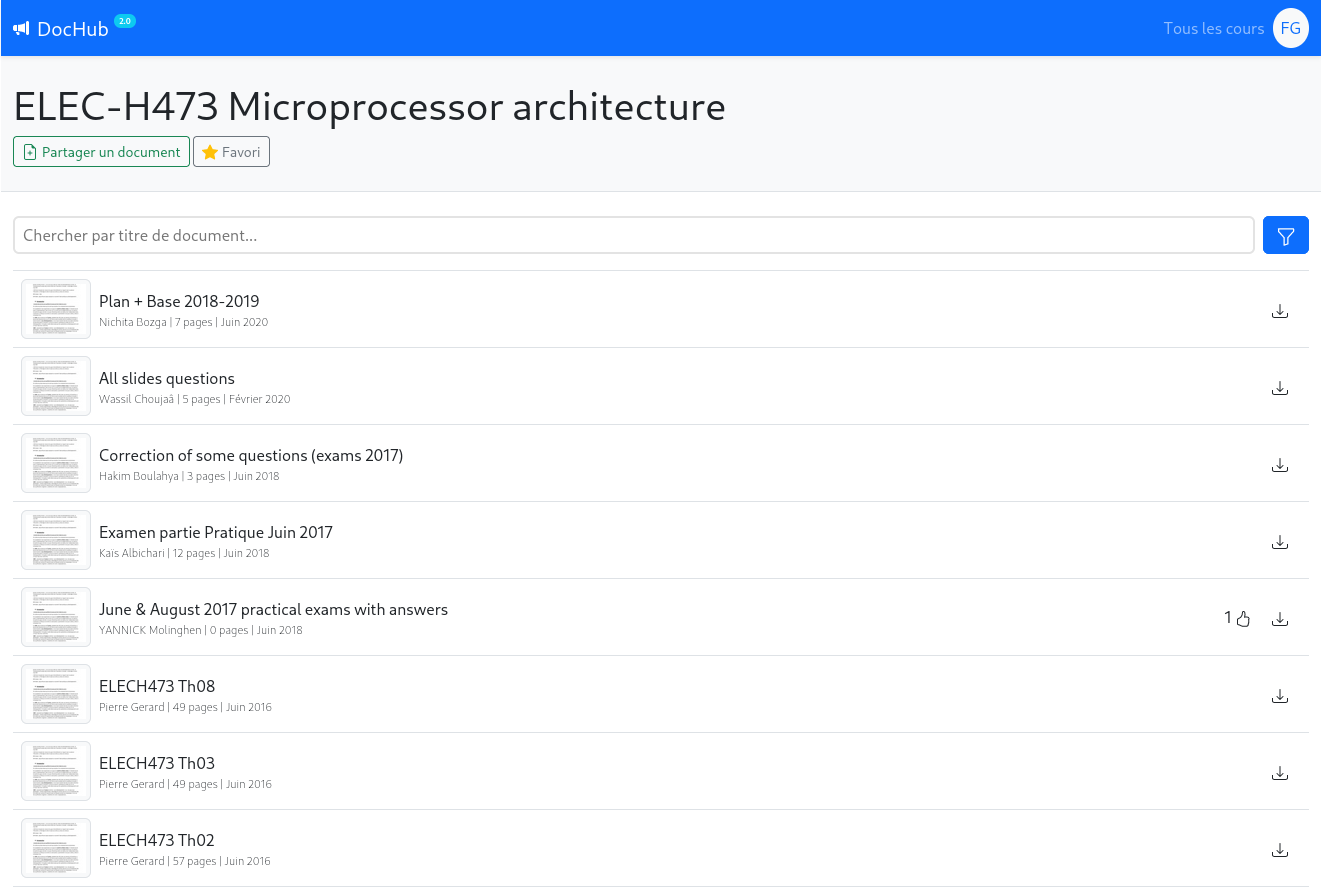 DocHub 2.0
Tous les cours FG
ELEC-H473 Microprocessor architecture
Partager un document Favori
Chercher par titre de document...
Plan + Base 2018-2019
Nichita Bozga | 7 pages | Juin 2020
All slides questions
Wassil Choujaâ | 5 pages | Février 2020
Correction of some questions (exams 2017)
Hakim Boulahya | 3 pages | Juin 2018
Examen partie Pratique Juin 2017
Kaïs Albichari | 12 pages | Juin 2018
June & August 2017 practical exams with answers
YANNICK Molinghen | 0 pages | Juin 2018
1
ELECH473 Th08
Pierre Gerard | 49 pages | Juin 2016
ELECH473 Th03
Pierre Gerard | 49 pages | Juin 2016
ELECH473 Th02
Pierre Gerard | 57 pages | Juin 2016